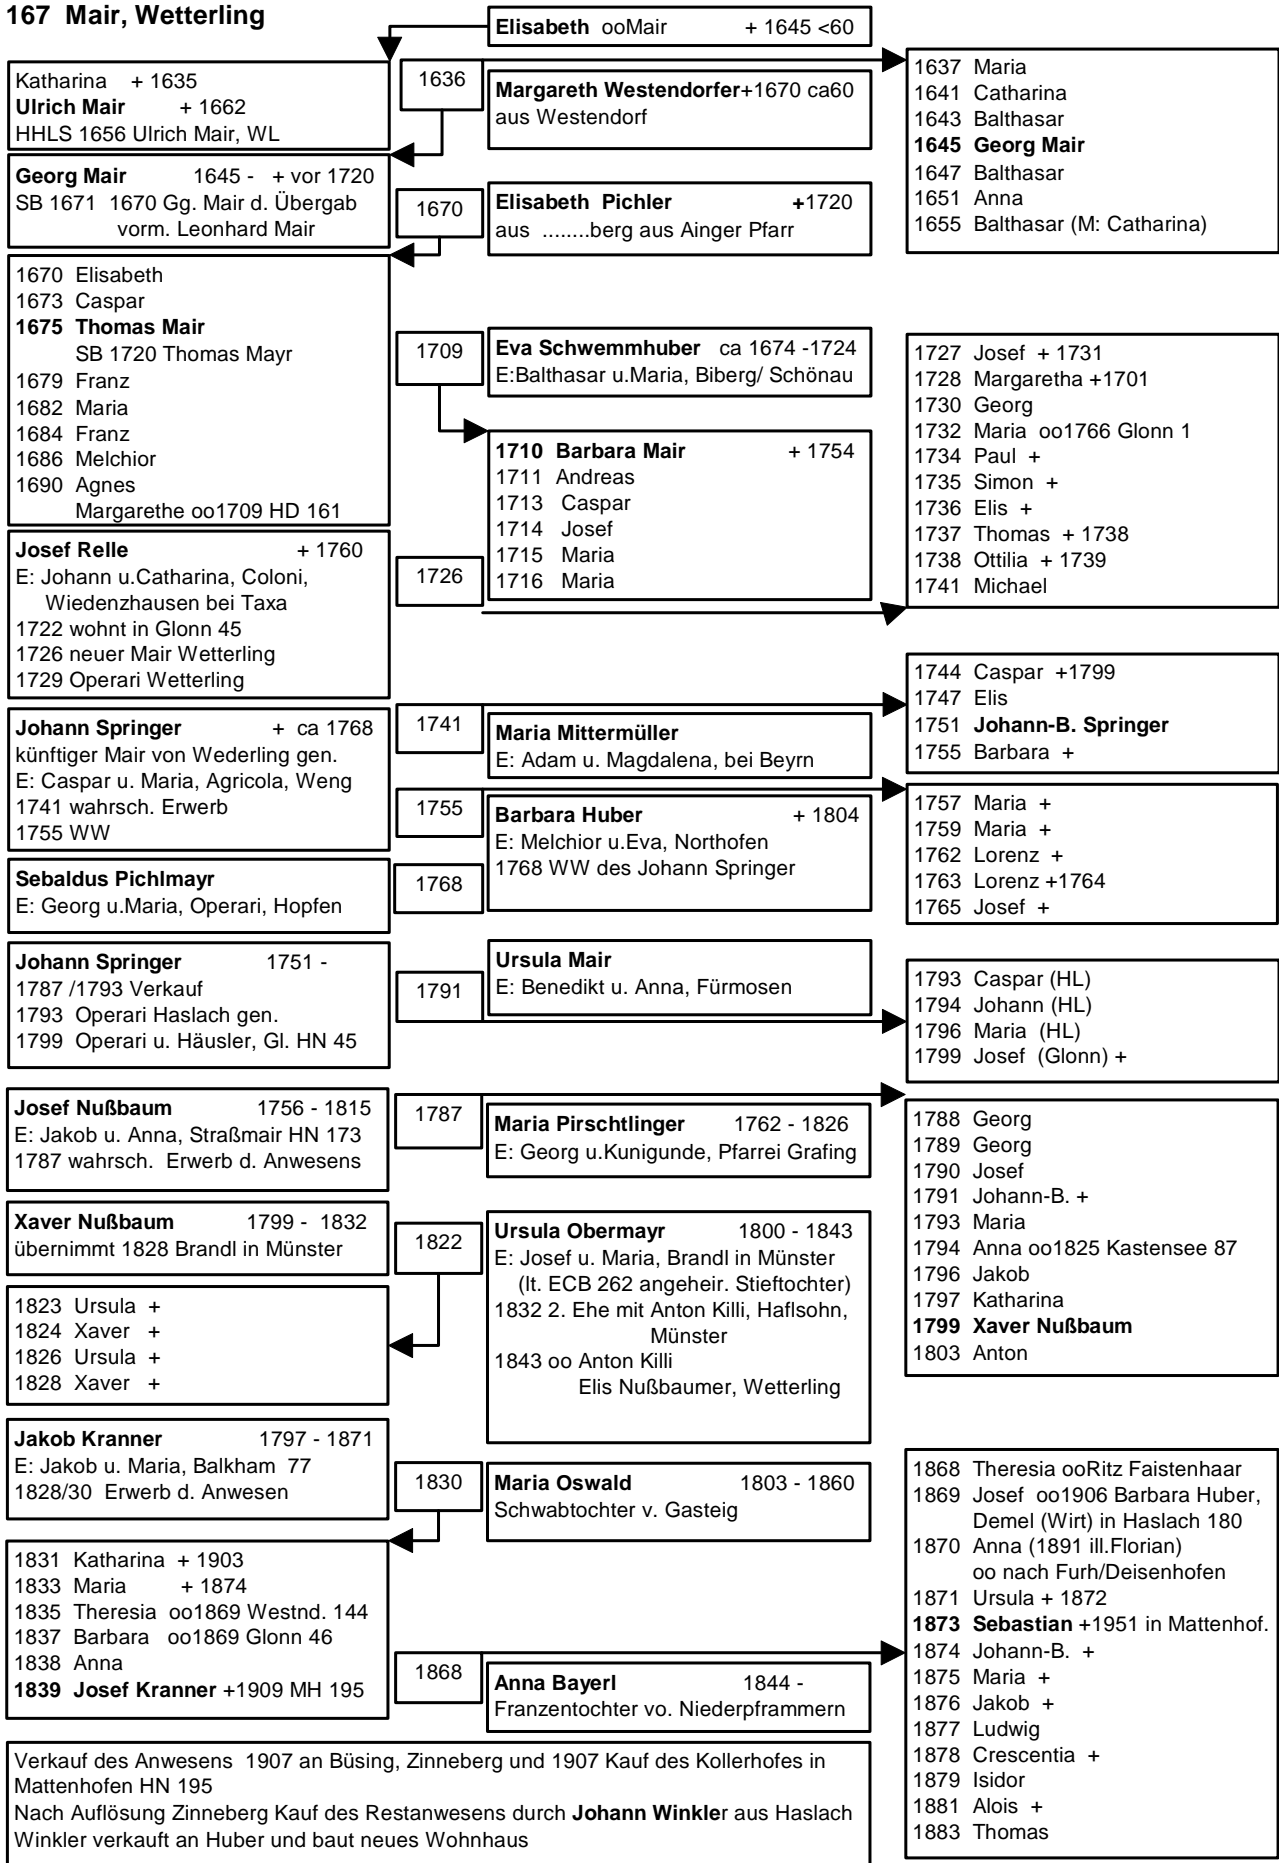 167 Mair, Wetterling
Elisabeth ooMair + 1645 <60
Katharina + 1635
Ulrich Mair + 1662
HHLS 1656 Ulrich Mair, WL
1636
Margareth Westendorfer+1670 ca60
aus Westendorf
1637 Maria
1641 Catharina
1643 Balthasar
1645 Georg Mair
1647 Balthasar
1651 Anna
1655 Balthasar (M: Catharina)
Georg Mair 1645 - + vor 1720
SB 1671 1670 Gg. Mair d. Übergab
vorm. Leonhard Mair
1670
Elisabeth Pichler +1720
aus ........berg aus Ainger Pfarr
1670 Elisabeth
1673 Caspar
1675 Thomas Mair
SB 1720 Thomas Mayr
1679 Franz
1682 Maria
1684 Franz
1686 Melchior
1690 Agnes
Margarethe oo1709 HD 161
1709
Eva Schwemmhuber ca 1674 -1724
E:Balthasar u.Maria, Biberg/ Schönau
1710 Barbara Mair + 1754
1711 Andreas
1713 Caspar
1714 Josef
1715 Maria
1716 Maria
1727 Josef + 1731
1728 Margaretha +1701
1730 Georg
1732 Maria oo1766 Glonn 1
1734 Paul +
1735 Simon +
1736 Elis +
1737 Thomas + 1738
1738 Ottilia + 1739
1741 Michael
Josef Relle + 1760
E: Johann u.Catharina, Coloni,
Wiedenzhausen bei Taxa
1722 wohnt in Glonn 45
1726 neuer Mair Wetterling
1729 Operari Wetterling
1726
Johann Springer + ca 1768
künftiger Mair von Wederling gen.
E: Caspar u. Maria, Agricola, Weng
1741 wahrsch. Erwerb
1755 WW
1741
Maria Mittermüller
E: Adam u. Magdalena, bei Beyrn
1744 Caspar +1799
1747 Elis
1751 Johann-B. Springer
1755 Barbara +
1755
Barbara Huber + 1804
E: Melchior u.Eva, Northofen
1768 WW des Johann Springer
1757 Maria +
1759 Maria +
1762 Lorenz +
1763 Lorenz +1764
1765 Josef +
Sebaldus Pichlmayr
E: Georg u.Maria, Operari, Hopfen
1768
Johann Springer 1751 -
1787 /1793 Verkauf
1793 Operari Haslach gen.
1799 Operari u. Häusler, Gl. HN 45
1791
Ursula Mair
E: Benedikt u. Anna, Fürmosen
1793 Caspar (HL)
1794 Johann (HL)
1796 Maria (HL)
1799 Josef (Glonn) +
Josef Nußbaum 1756 - 1815
E: Jakob u. Anna, Straßmair HN 173
1787 wahrsch. Erwerb d. Anwesens
1787
Maria Pirschtlinger 1762 - 1826
E: Georg u.Kunigunde, Pfarrei Grafing
1788 Georg
1789 Georg
1790 Josef
1791 Johann-B. +
1793 Maria
1794 Anna oo1825 Kastensee 87
1796 Jakob
1797 Katharina
1799 Xaver Nußbaum
1803 Anton
Xaver Nußbaum 1799 - 1832
übernimmt 1828 Brandl in Münster
1822
Ursula Obermayr 1800 - 1843
E: Josef u. Maria, Brandl in Münster
(lt. ECB 262 angeheir. Stieftochter)
1832 2. Ehe mit Anton Killi, Haflsohn,
Münster
1843 oo Anton Killi
Elis Nußbaumer, Wetterling
1823 Ursula +
1824 Xaver +
1826 Ursula +
1828 Xaver +
Jakob Kranner 1797 - 1871
E: Jakob u. Maria, Balkham 77
1828/30 Erwerb d. Anwesen
1830
Maria Oswald 1803 - 1860
Schwabtochter v. Gasteig
1831 Katharina + 1903
1833 Maria + 1874
1835 Theresia oo1869 Westnd. 144
1837 Barbara oo1869 Glonn 46
1838 Anna
1839 Josef Kranner +1909 MH 195
1868
Anna Bayerl 1844 -
Franzentochter vo. Niederpframmern
1868 Theresia ooRitz Faistenhaar
1869 Josef oo1906 Barbara Huber,
Demel (Wirt) in Haslach 180
1870 Anna (1891 ill.Florian)
oo nach Furh/Deisenhofen
1871 Ursula + 1872
1873 Sebastian +1951 in Mattenhof.
1874 Johann-B. +
1875 Maria +
1876 Jakob +
1877 Ludwig
1878 Crescentia +
1879 Isidor
1881 Alois +
1883 Thomas
Verkauf des Anwesens 1907 an Büsing, Zinneberg und 1907 Kauf des Kollerhofes in
Mattenhofen HN 195
Nach Auflösung Zinneberg Kauf des Restanwesens durch Johann Winkler aus Haslach
Winkler verkauft an Huber und baut neues Wohnhaus